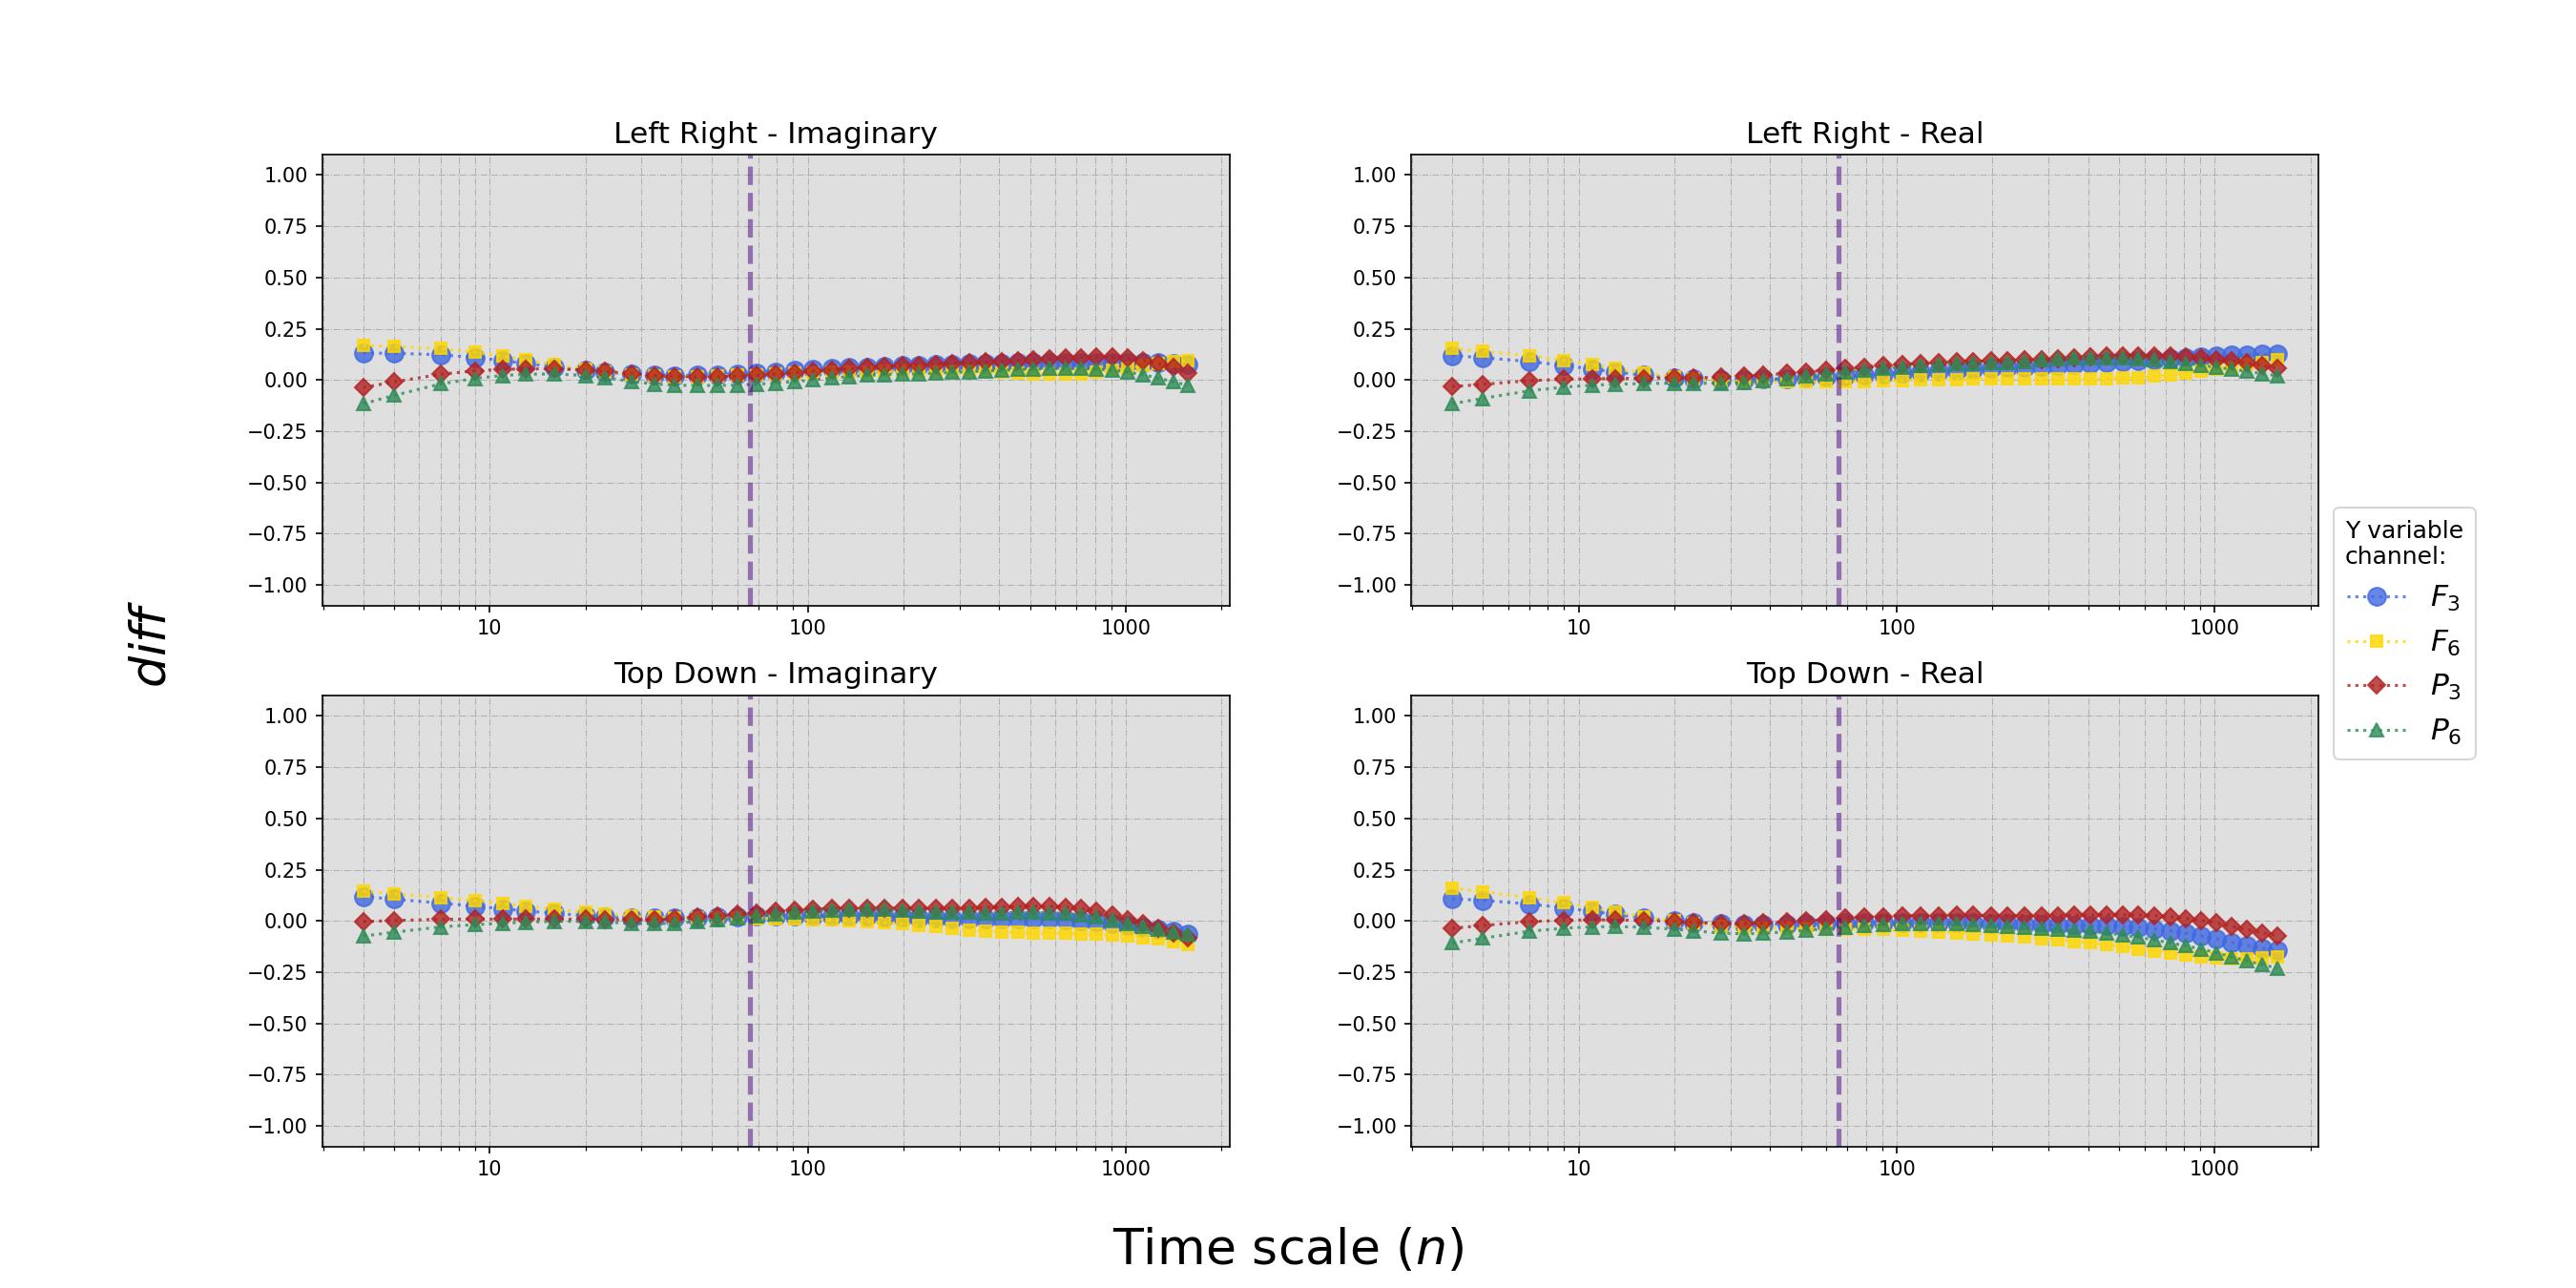 Left Right - Imaginary
1.00
0.75
0.50
0.25
0.00
−0.25
−0.50
−0.75
−1.00
10 100 1000
Left Right - Real
1.00
0.75
0.50
0.25
0.00
−0.25
−0.50
−0.75
−1.00
10 100 1000
diff
Top Down - Imaginary
1.00
0.75
0.50
0.25
0.00
−0.25
−0.50
−0.75
−1.00
10 100 1000
Top Down - Real
1.00
0.75
0.50
0.25
0.00
−0.25
−0.50
−0.75
−1.00
10 100 1000
Y variable
channel:
F3
F6
P3
P6
Time scale (n)